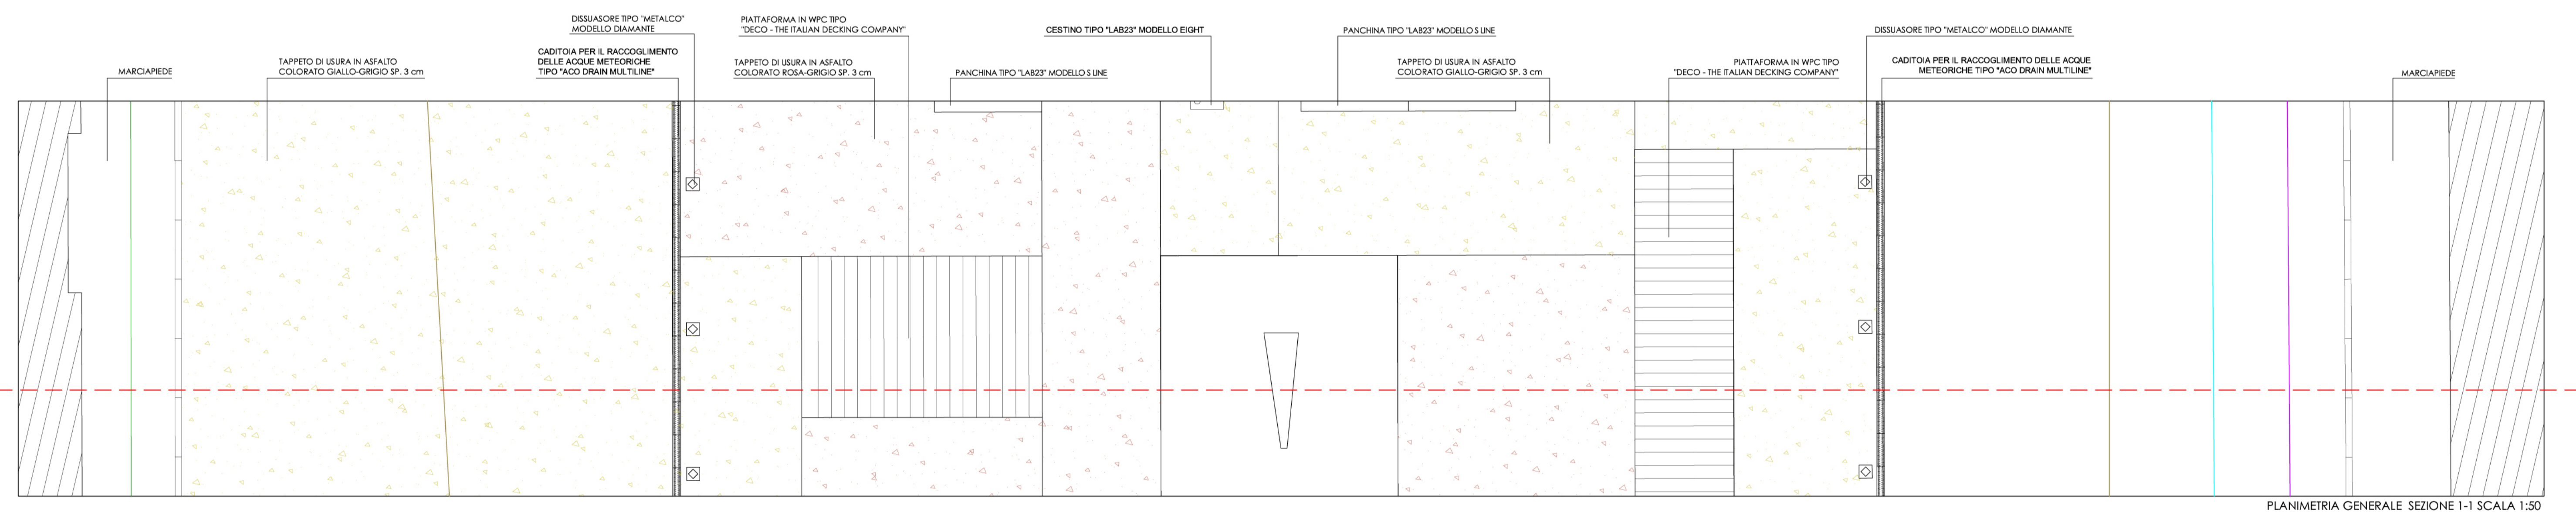 MARCIAPIEDE
TAPPETO DI USURA IN ASFALTO
COLORATO GIALLO-GRIGIO SP. 3 cm
DISSUASORE TIPO "METALCO"
MODELLO DIAMANTE
CADITOIA PER IL RACCOGLIMENTO
DELLE ACQUE METEORICHE
TIPO "ACO DRAIN MULTILINE"
PIATTAFORMA IN WPC TIPO
"DECO - THE ITALIAN DECKING COMPANY"
TAPPETO DI USURA IN ASFALTO
COLORATO ROSA-GRIGIO SP. 3 cm
PANCHINA TIPO "LAB23" MODELLO S LINE
CESTINO TIPO "LAB23" MODELLO EIGHT
PANCHINA TIPO "LAB23" MODELLO S LINE
TAPPETO DI USURA IN ASFALTO
COLORATO GIALLO-GRIGIO SP. 3 cm
PIATTAFORMA IN WPC TIPO
"DECO - THE ITALIAN DECKING COMPANY"
DISSUASORE TIPO "METALCO" MODELLO DIAMANTE
CADITOIA PER IL RACCOGLIMENTO DELLE ACQUE
METEORICHE TIPO "ACO DRAIN MULTILINE"
MARCIAPIEDE
PLANIMETRIA GENERALE SEZIONE 1-1 SCALA 1:50